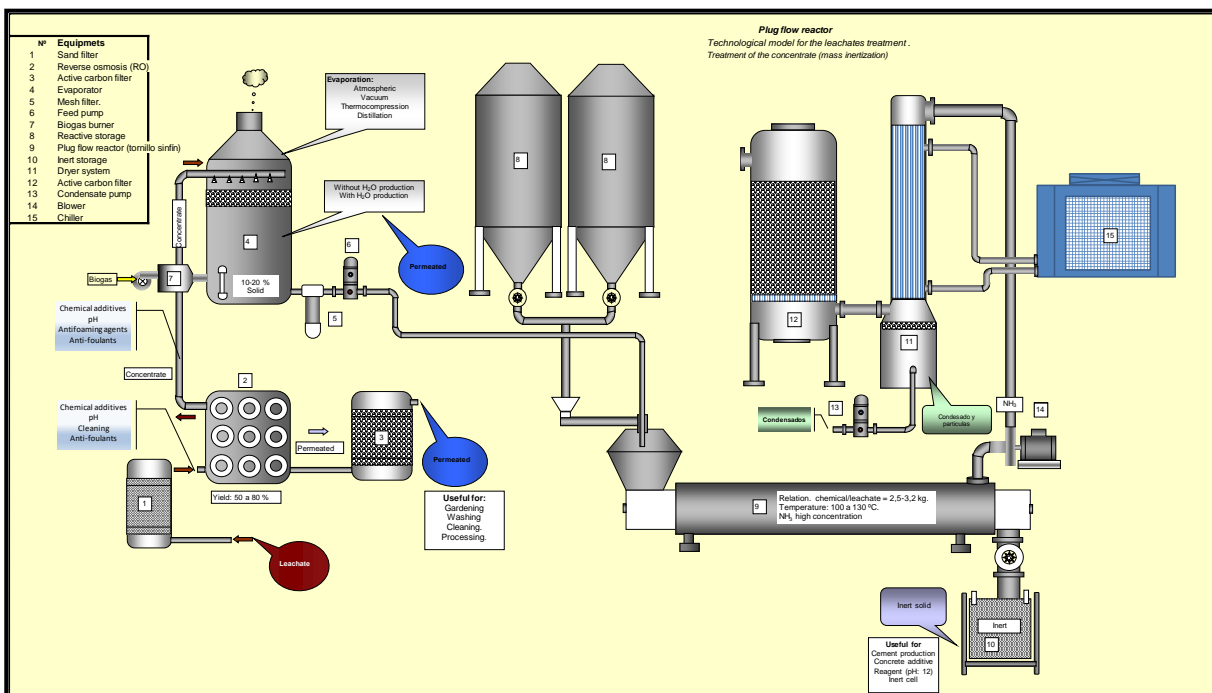 Nº Equipmets
1 Sand filter
2 Reverse osmosis (RO)
3 Active carbon filter
4 Evaporator
5 Mesh filter.
6 Feed pump
7 Biogas burner
8 Reactive storage
9 Plug flow reactor (tornillo sinfin)
10 Inert storage
11 Dryer system
12 Active carbon filter
13 Condensate pump
14 Blower
15 Chiller
Plug flow reactor
Technological model for the leachates treatment .
Treatment of the concentrate (mass inertization)
Evaporation:
Atmospheric
Vacuum
Thermocompression
Distillation
Without H₂O production
With H₂O production
Permeated
Concentrate
4
10-20 %
Solid
6
5
7
Biogas
8
8
12
11
15
Chemical additives
pH
Antifoaming agents
Anti-foulants
Concentrate
2
Chemical additives
pH
Cleaning
Anti-foulants
Permeated
3
Permeated
Yield: 50 a 80 %
Useful for:
Gardening
Washing
Cleaning.
Processing.
1
Leachate
13
Condensados
Condesado y
particulas
NH₃
14
9
Relation. chemical/leachate = 2,5-3,2 kg.
Temperature: 100 a 130 ºC.
NH₃ high concentration
Inert solid
Inert
10
Useful for
Cement production
Concrete additive
Reagent (pH: 12)
Inert cell